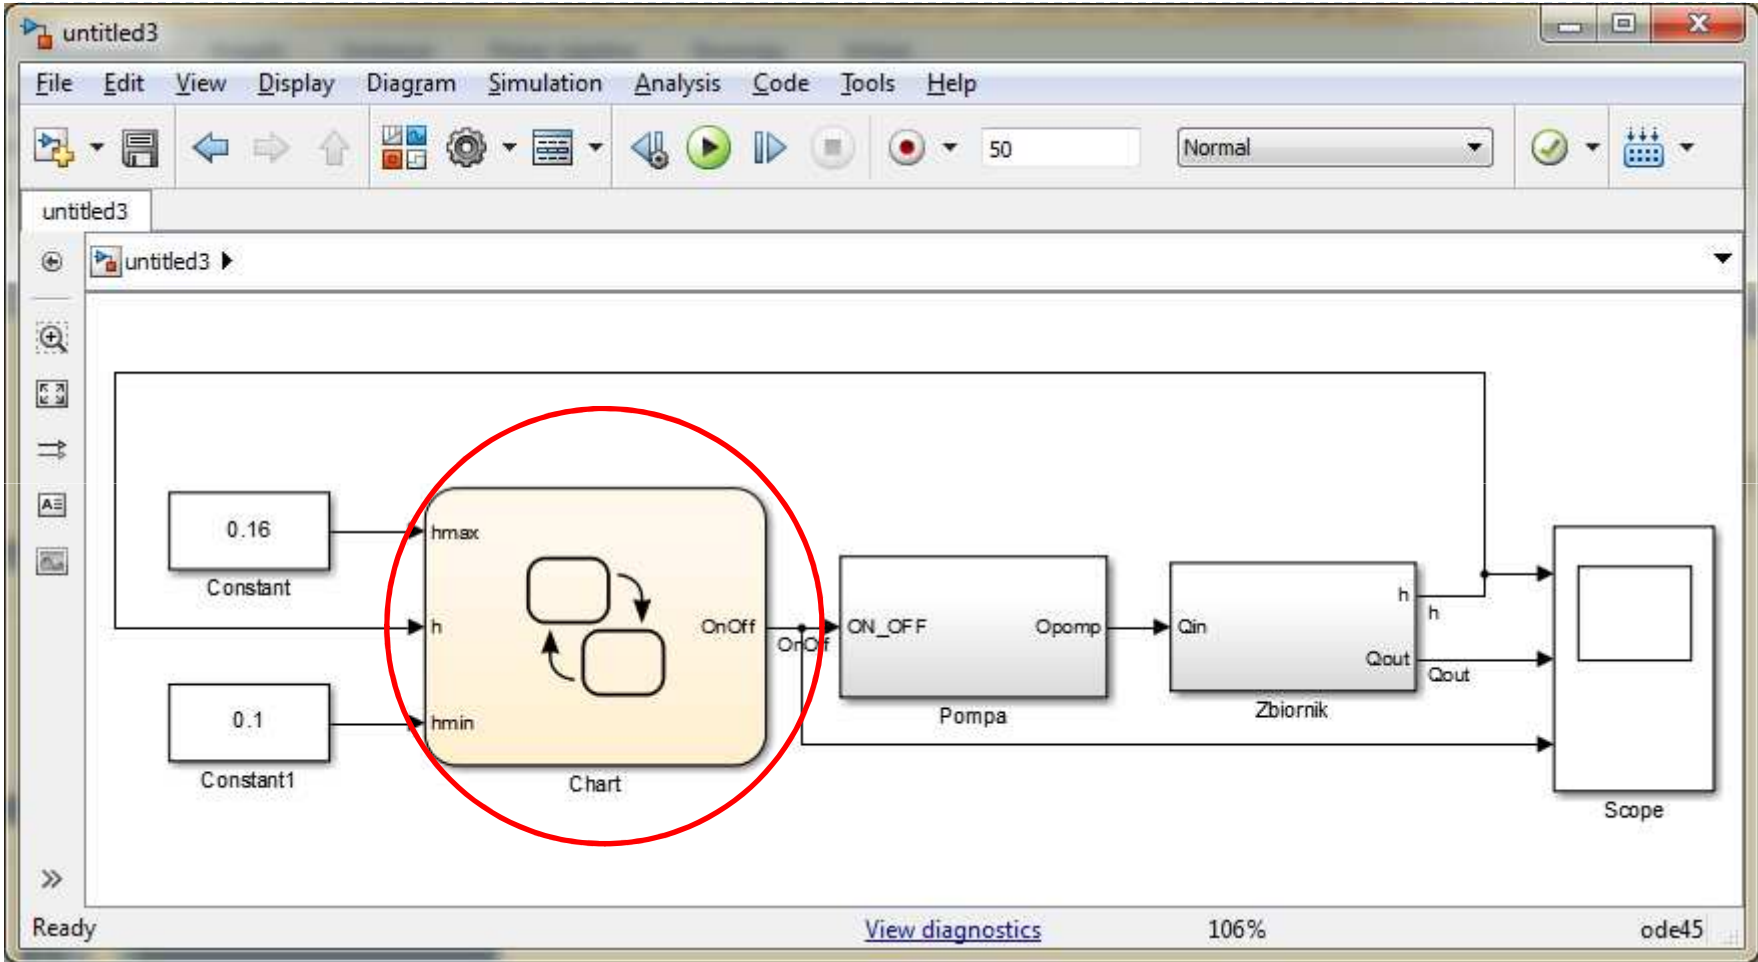 untitled3
File Edit View Display Diagram Simulation Analysis Code Tools Help
50 Normal
untitled3
untitled3
0.16
Constant
hmax
h
hmin
OnOff
Chart
OnOff
0.1
Constant1
ON_OFF Qpomp
Pompa
Qin
h
Qout
Zbiornik
h
Qout
Scope
Ready View diagnostics 106% ode45